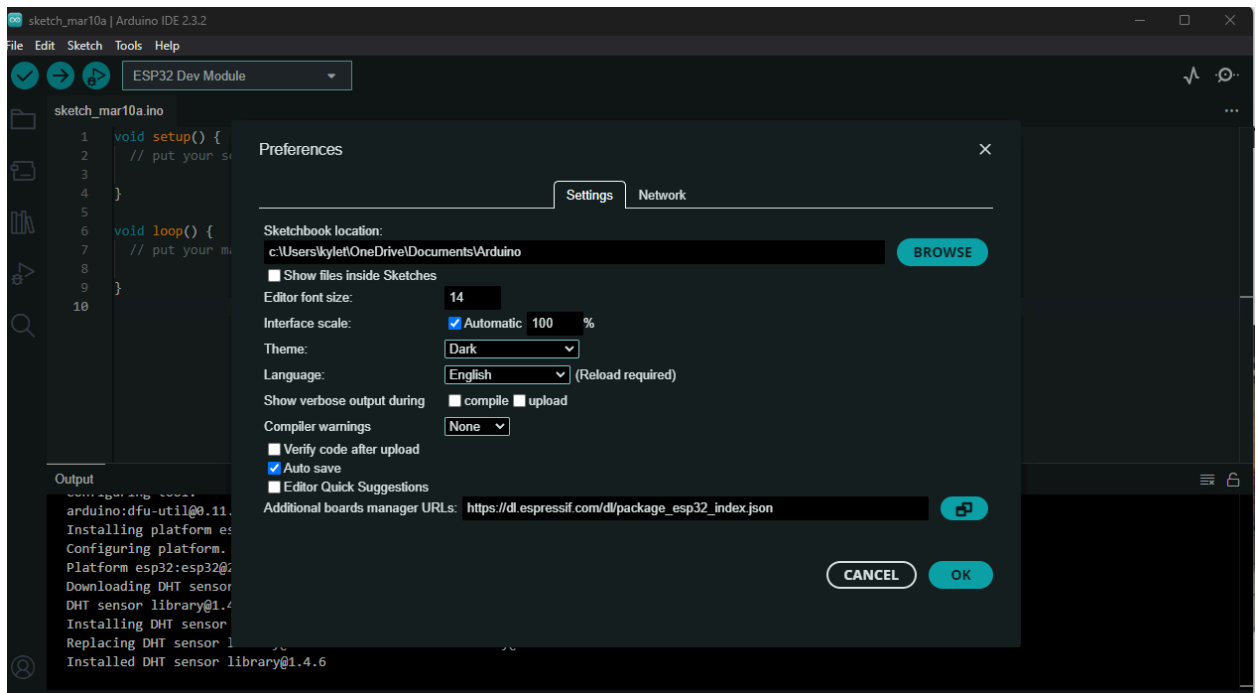 sketch_mar10a | Arduino IDE 2.3.2
File Edit Sketch Tools Help
ESP32 Dev Module
sketch_mar10a.ino
1 void setup() {
2 // put your
3
4 }
5
6 void loop() {
7 // put your
8
9 }
10
Preferences
Settings Network
Sketchbook location:
c:\Users\kylet\OneDrive\Documents\Arduino
BROWSE
Show files inside Sketches
Editor font size: 14
Interface scale: Automatic 100 %
Theme: Dark
Language: English (Reload required)
Show verbose output during compile upload
Compiler warnings None
Verify code after upload
Auto save
Editor Quick Suggestions
Additional boards manager URLs: https://dl.espressif.com/dl/package_esp32_index.json
CANCEL OK
Output
Configuring tool.
arduino:dfu-util@0.11.
Installing platform es
Configuring platform.
Platform esp32:esp32@2
Downloading DHT sensor
DHT sensor library@1.4
Installing DHT sensor
Replacing DHT sensor l
Installed DHT sensor library@1.4.6